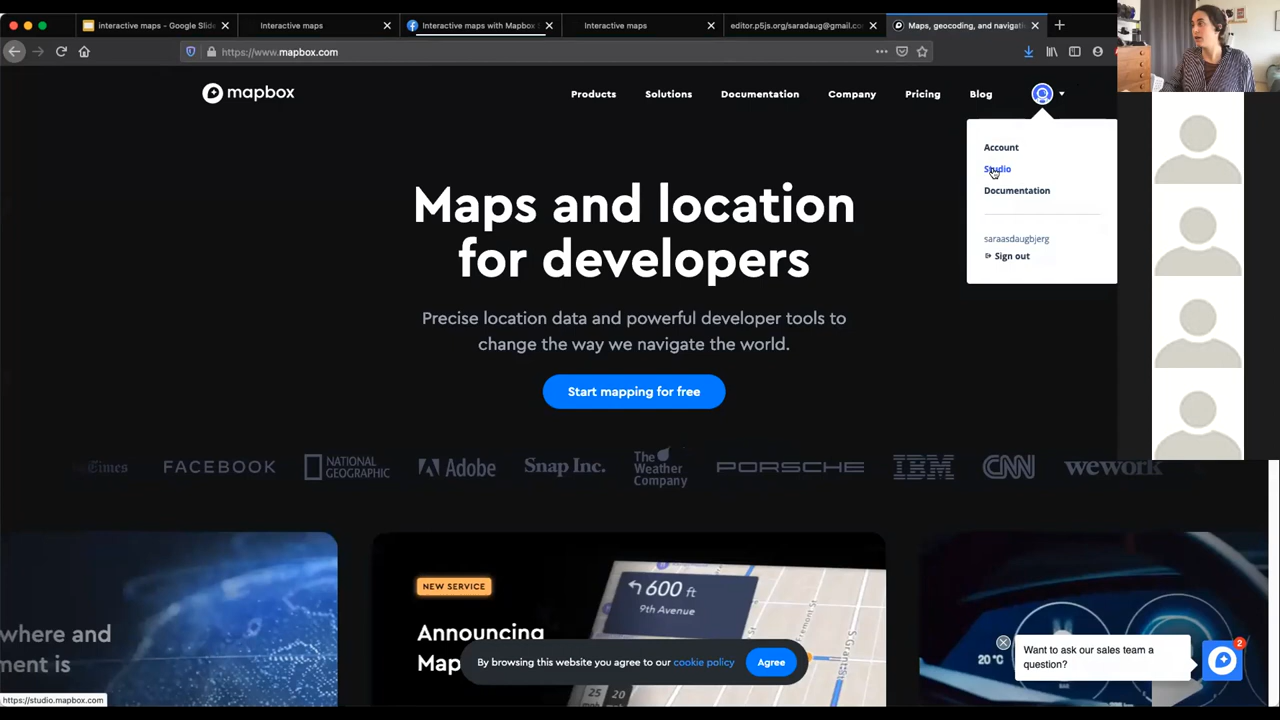 interactive maps - Google Slide
Interactive maps
Interactive maps with Mapbox
Interactive maps
editor.p5js.org/saradaug@gmail.co
Maps, geocoding, and navigati
https://www.mapbox.com
mapbox
Products
Solutions
Documentation
Company
Pricing
Blog
Account
Studio
Documentation
saraasdaugbjerg
Sign out
Maps and location
for developers
Precise location data and powerful developer tools to
change the way we navigate the world.
Start mapping for free
Times
FACEBOOK
NATIONAL
GEOGRAPHIC
Adobe
Snap Inc.
The
Weather
Company
PORSCHE
IBM
CNN
wework
where and
ment is
NEW SERVICE
Announcing
Map
600 ft
9th Avenue
25
mph
20
By browsing this website you agree to our cookie policy
Agree
20°C
Want to ask our sales team a
question?
2
https://studio.mapbox.com